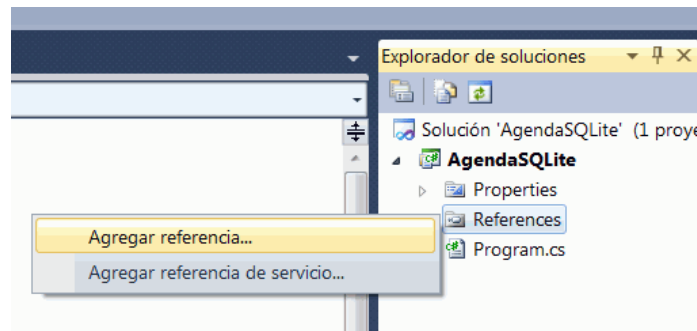 Explorador de soluciones
Solución 'AgendaSQLite' (1 proye
AgendaSQLite
Properties
References
Program.cs
Agregar referencia...
Agregar referencia de servicio...